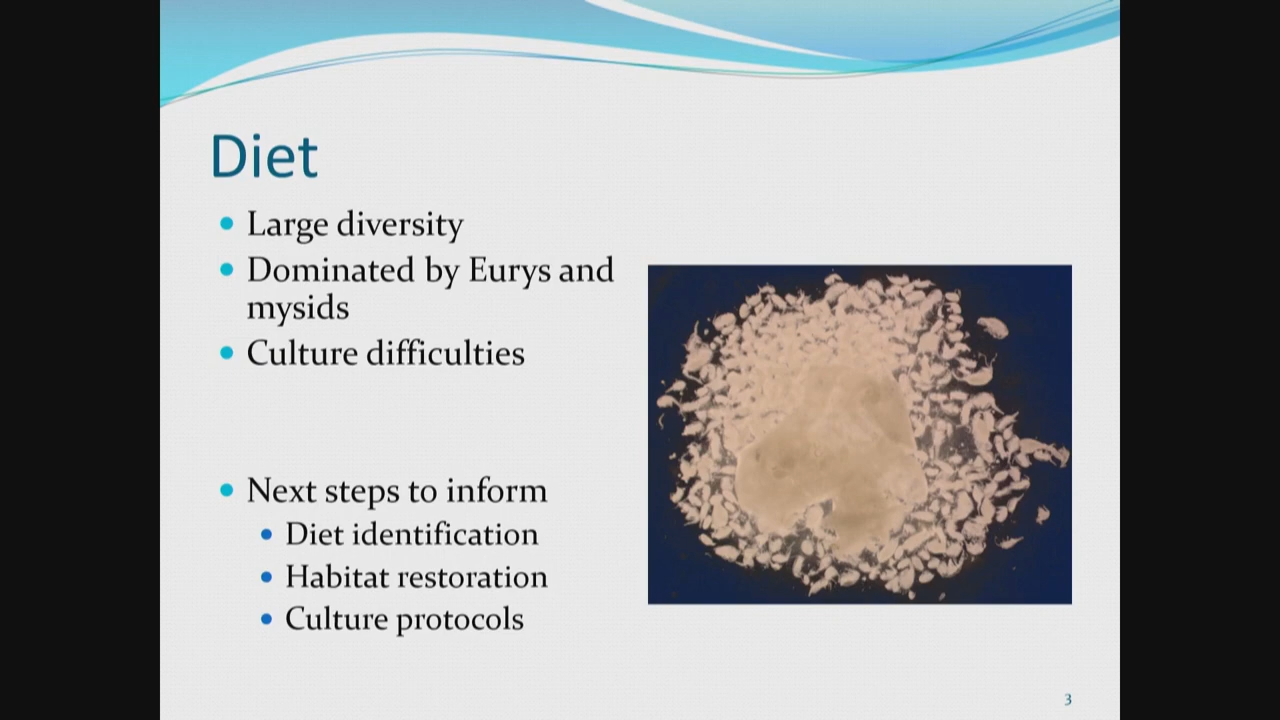 Diet
Large diversity
Dominated by Eurys and
mysids
Culture difficulties
Next steps to inform
Diet identification
Habitat restoration
Culture protocols
3